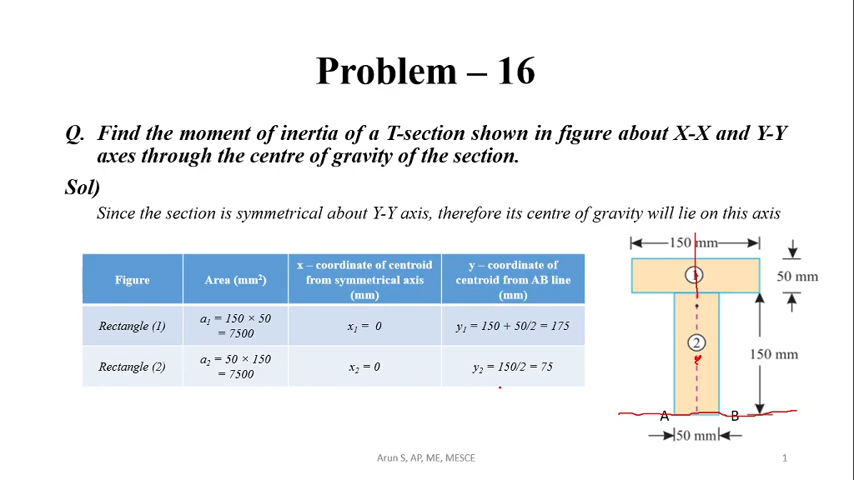 Problem – 16
Q. Find the moment of inertia of a T-section shown in figure about X-X and Y-Y
axes through the centre of gravity of the section.
Sol)
Since the section is symmetrical about Y-Y axis, therefore its centre of gravity will lie on this axis
Figure
Area (mm²)
x – coordinate of centroid
from symmetrical axis
(mm)
y – coordinate of
centroid from AB line
(mm)
Rectangle (1)
a₁ = 150 × 50
= 7500
x₁ = 0
y₁ = 150 + 50/2 = 175
Rectangle (2)
a₂ = 50 × 150
= 7500
x₂ = 0
y₂ = 150/2 = 75
150 mm
1
50 mm
2
150 mm
A B
50 mm
Arun S, AP, ME, MESCE
1